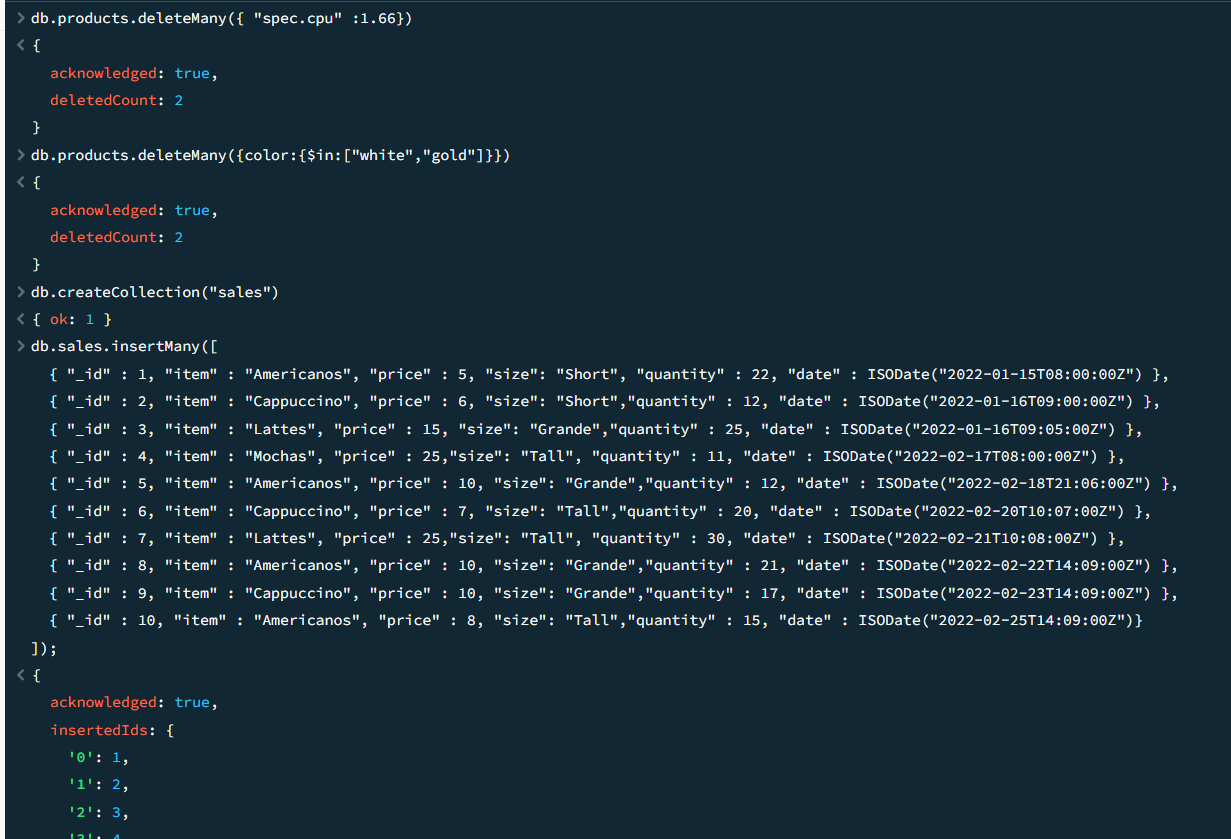 > db.products.deleteMany({ "spec.cpu" :1.66})
< {
acknowledged: true,
deletedCount: 2
}
> db.products.deleteMany({color:{$in:["white","gold"]}})
< {
acknowledged: true,
deletedCount: 2
}
> db.createCollection("sales")
< { ok: 1 }
> db.sales.insertMany([
{ "_id" : 1, "item" : "Americanos", "price" : 5, "size": "Short", "quantity" : 22, "date" : ISODate("2022-01-15T08:00:00Z") },
{ "_id" : 2, "item" : "Cappuccino", "price" : 6, "size": "Short","quantity" : 12, "date" : ISODate("2022-01-16T09:00:00Z") },
{ "_id" : 3, "item" : "Lattes", "price" : 15, "size": "Grande","quantity" : 25, "date" : ISODate("2022-01-16T09:05:00Z") },
{ "_id" : 4, "item" : "Mochas", "price" : 25,"size": "Tall", "quantity" : 11, "date" : ISODate("2022-02-17T08:00:00Z") },
{ "_id" : 5, "item" : "Americanos", "price" : 10, "size": "Grande","quantity" : 12, "date" : ISODate("2022-02-18T21:06:00Z") },
{ "_id" : 6, "item" : "Cappuccino", "price" : 7, "size": "Tall","quantity" : 20, "date" : ISODate("2022-02-20T10:07:00Z") },
{ "_id" : 7, "item" : "Lattes", "price" : 25,"size": "Tall", "quantity" : 30, "date" : ISODate("2022-02-21T10:08:00Z") },
{ "_id" : 8, "item" : "Americanos", "price" : 10, "size": "Grande","quantity" : 21, "date" : ISODate("2022-02-22T14:09:00Z") },
{ "_id" : 9, "item" : "Cappuccino", "price" : 10, "size": "Grande","quantity" : 17, "date" : ISODate("2022-02-23T14:09:00Z") },
{ "_id" : 10, "item" : "Americanos", "price" : 8, "size": "Tall","quantity" : 15, "date" : ISODate("2022-02-25T14:09:00Z")}
]);
< {
acknowledged: true,
insertedIds: {
'0': 1,
'1': 2,
'2': 3,